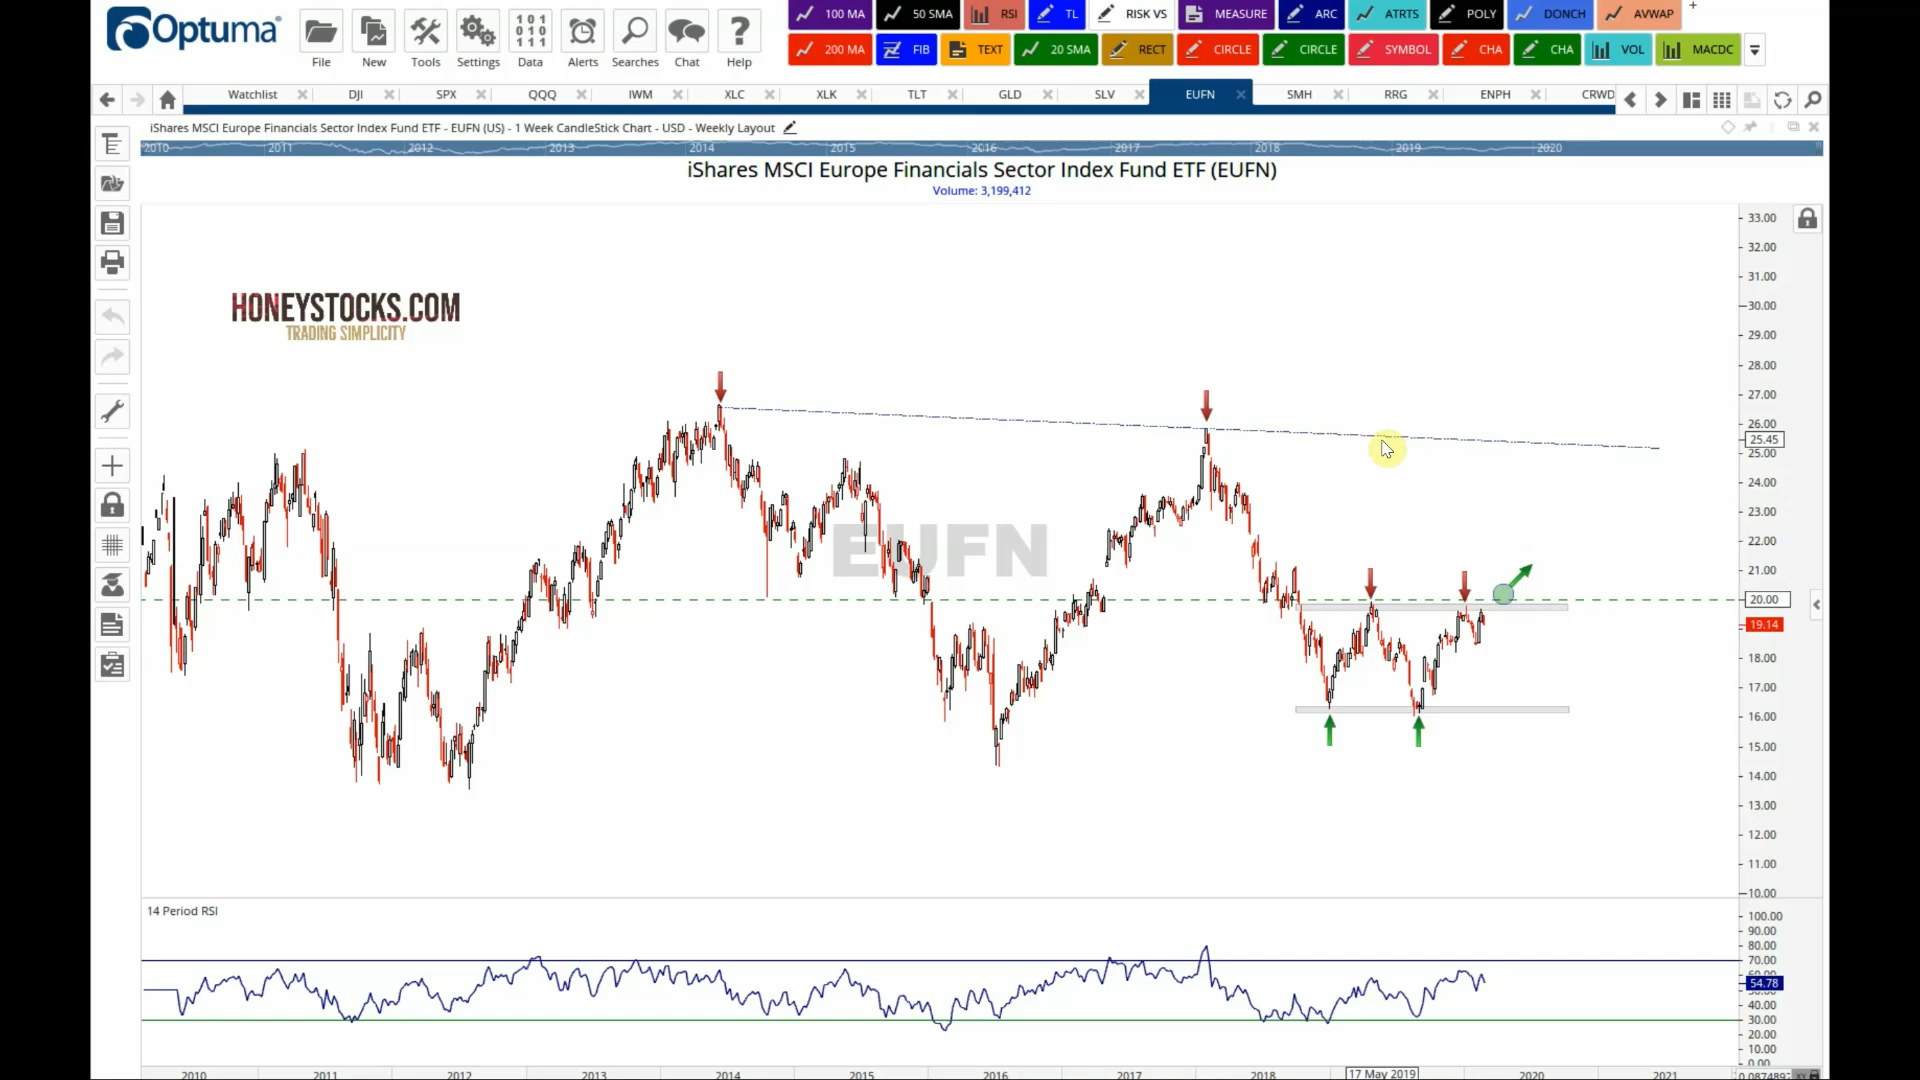 Optuma
File New Tools Settings Data Alerts Searches Chat Help
101 010 111
100 MA 50 SMA RSI TL RISK VS MEASURE ARC ATRTS POLY DONCH AVWAP +
200 MA FIB TEXT 20 SMA RECT CIRCLE CIRCLE SYMBOL CHA CHA VOL MACDC
Watchlist DJI SPX QQQ IWM XLC XLK TLT GLD SLV EUFN SMH RRG ENPH CRWD
iShares MSCI Europe Financials Sector Index Fund ETF - EUFN (US) - 1 Week CandleStick Chart - USD - Weekly Layout
2010 2011 2012 2013 2014 2015 2016 2017 2018 2019 2020
iShares MSCI Europe Financials Sector Index Fund ETF (EUFN)
Volume: 3,199,412
HONEYSTOCKS.COM
TRADING SIMPLICITY
EUFN
33.00
32.00
31.00
30.00
29.00
28.00
27.00
26.00
25.45
25.00
24.00
23.00
22.00
21.00
20.00
19.14
18.00
17.00
16.00
15.00
14.00
13.00
12.00
11.00
10.00
14 Period RSI
100.00
90.00
80.00
70.00
60.00
54.78
40.00
30.00
20.00
10.00
0.00
2010 2011 2012 2013 2014 2015 2016 2017 2018 17 May 2019 2020 2021